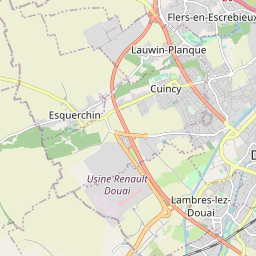 Flers-en-Escrebieux
Lauwin-Planque
Cuincy
Esquerchin
Usine Renault
Douai
Lambres-lez-
Douai
D